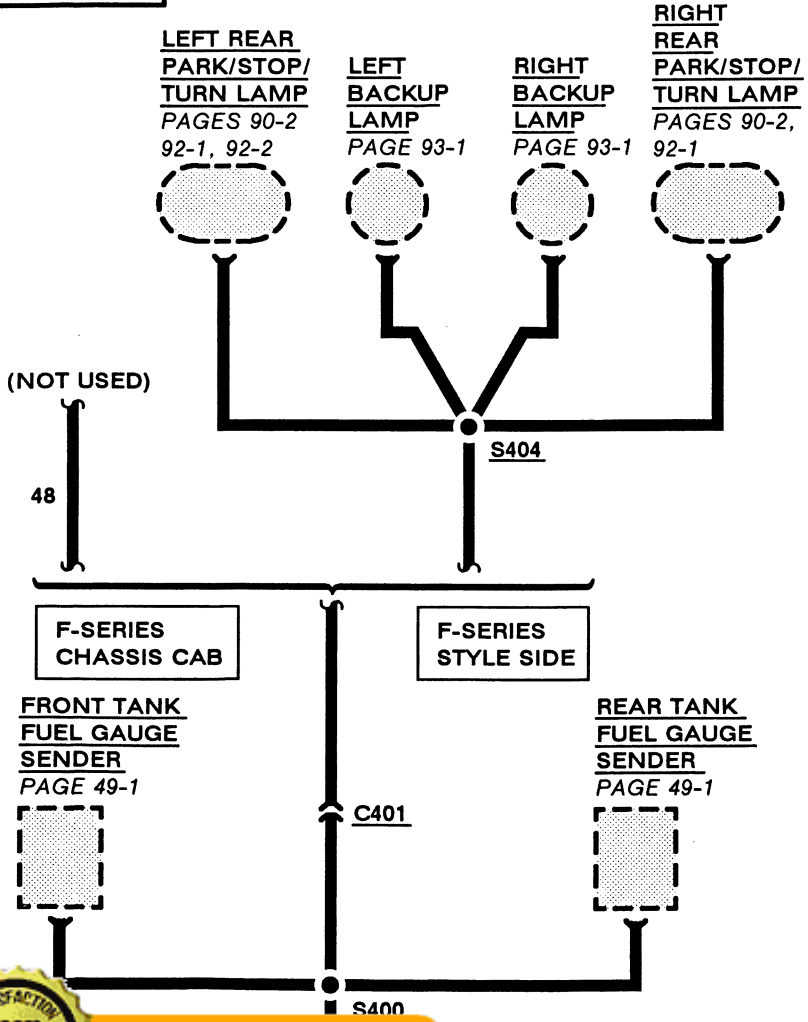 LEFT REAR
PARK/STOP/
TURN LAMP
PAGES 90-2
92-1, 92-2
LEFT
BACKUP
LAMP
PAGE 93-1
RIGHT
BACKUP
LAMP
PAGE 93-1
RIGHT
REAR
PARK/STOP/
TURN LAMP
PAGES 90-2,
92-1
(NOT USED)
48
S404
F-SERIES
CHASSIS CAB
F-SERIES
STYLE SIDE
FRONT TANK
FUEL GAUGE
SENDER
PAGE 49-1
C401
REAR TANK
FUEL GAUGE
SENDER
PAGE 49-1
S400